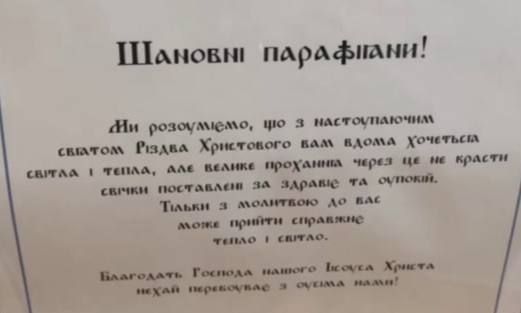 Шановні парафіяни!
Ми розуміємо, що з наступаючим
святом Різдва Христового вам вдома хочеться
світла і тепла, але велике прохання через це не красти
свічки поставлені за здравіє та упокій.
Тільки з молитвою до вас
може прийти справжнє
тепло і світло.
Благодать Господа нашого Ісуса Христа
нехай перебуває з усіма нами!